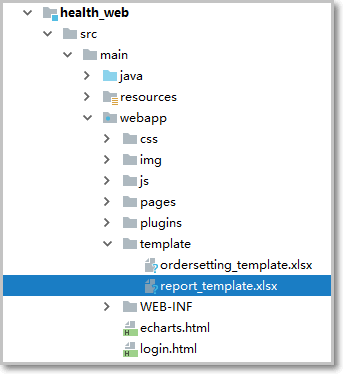 health_web
src
main
java
resources
webapp
css
img
js
pages
plugins
template
ordersetting_template.xlsx
report_template.xlsx
WEB-INF
echarts.html
login.html